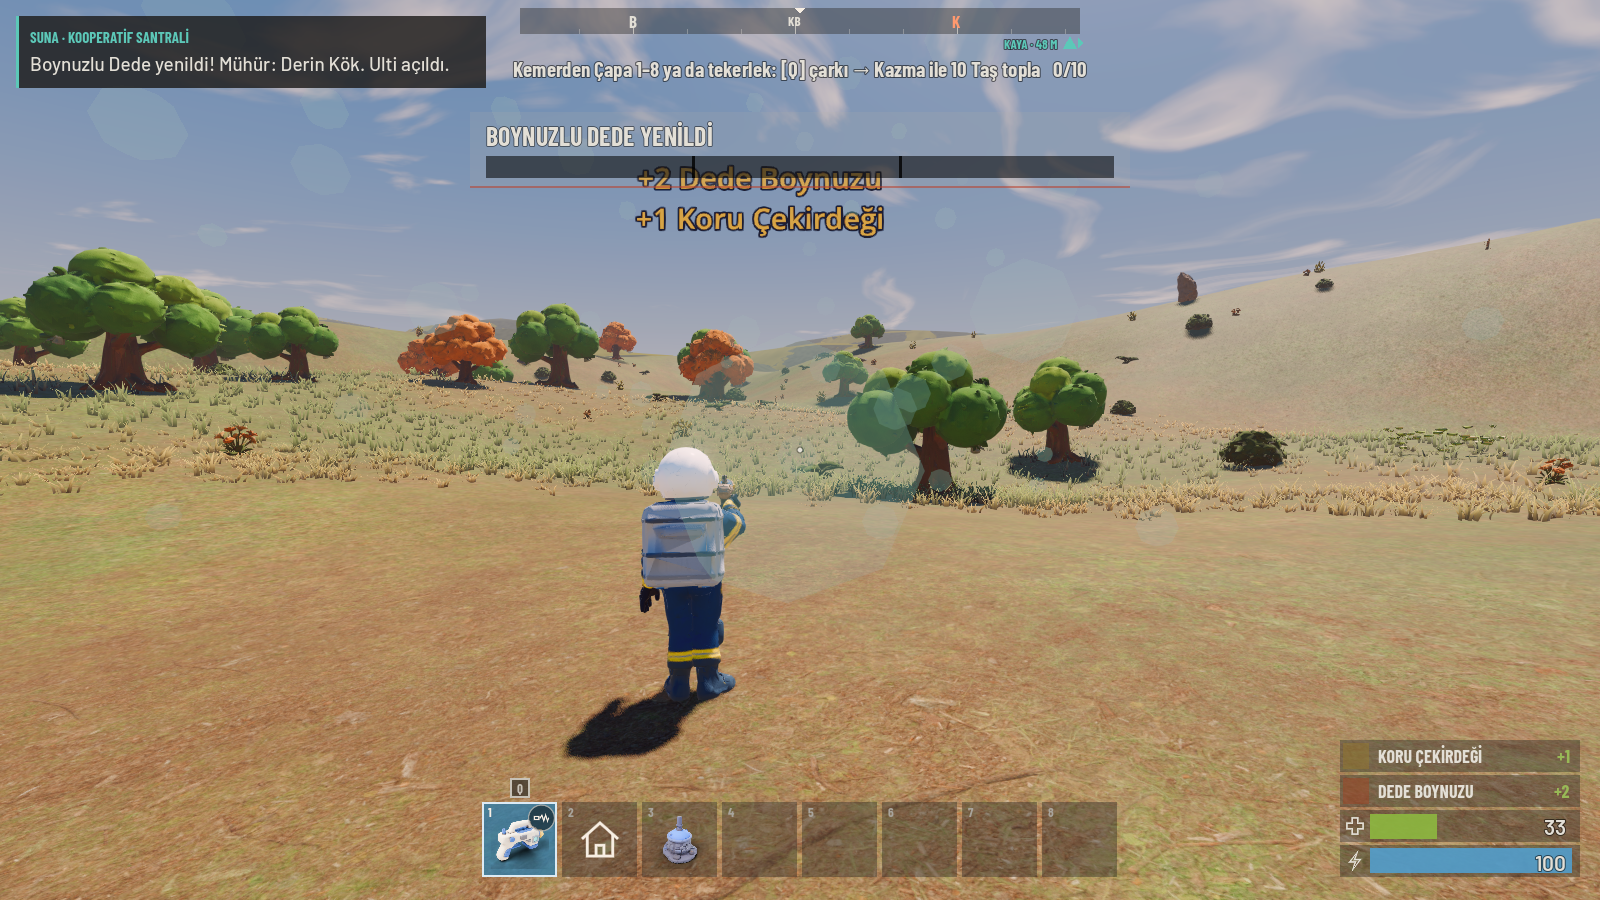 SUNA · KOOPERATİF SANTRALİ
Boynuzlu Dede yenildi! Mühür: Derin Kök. Ulti açıldı.
B
KB
K
KAYA · 49 M
Kemerden Çapa 1-8 ya da tekerlek: [Q] çarkı → Kazma ile 10 Taş topla 0/10
BOYNUZLU DEDE YENİLDİ
+2 Dede Boynuzu
+1 Koru Çekirdeği
KORU ÇEKİRDEĞİ +1
DEDE BOYNUZU +2
33
100
Q
1 2 3 4 5 6 7 8